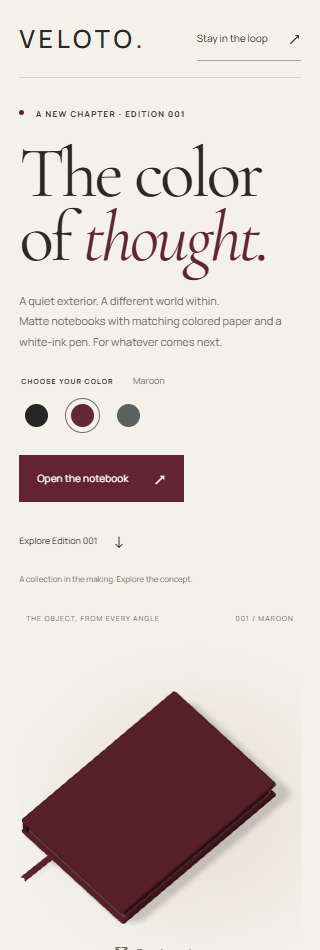 VELOTO.
Stay in the loop ↗
A NEW CHAPTER · EDITION 001
The color
of thought.
A quiet exterior. A different world within.
Matte notebooks with matching colored paper and a
white-ink pen. For whatever comes next.
CHOOSE YOUR COLOR Maroon
Open the notebook ↗
Explore Edition 001 ↓
A collection in the making. Explore the concept.
THE OBJECT, FROM EVERY ANGLE 001 / MAROON